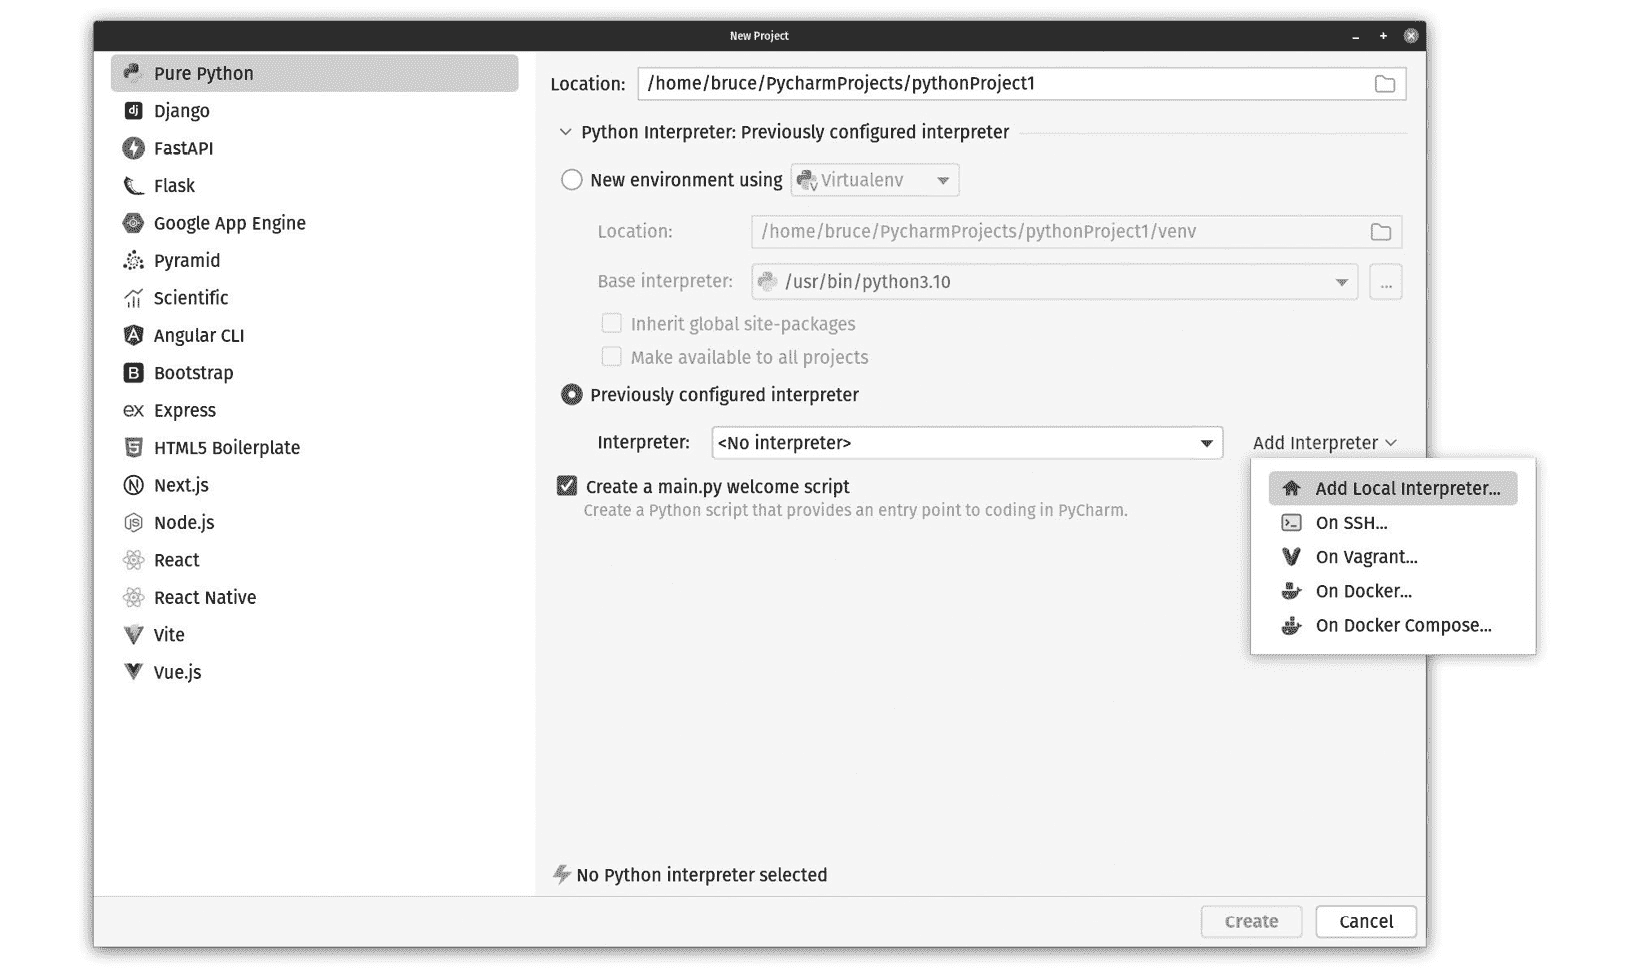 New Project
Pure Python
Django
FastAPI
Flask
Google App Engine
Pyramid
Scientific
Angular CLI
Bootstrap
Express
HTML5 Boilerplate
Next.js
Node.js
React
React Native
Vite
Vue.js
Location: /home/bruce/PycharmProjects/pythonProject1
Python Interpreter: Previously configured interpreter
New environment using Virtualenv
Location: /home/bruce/PycharmProjects/pythonProject1/venv
Base interpreter: /usr/bin/python3.10 ...
Inherit global site-packages
Make available to all projects
Previously configured interpreter
Interpreter: <No interpreter> Add Interpreter
Add Local Interpreter...
On SSH...
On Vagrant...
On Docker...
On Docker Compose...
Create a main.py welcome script
Create a Python script that provides an entry point to coding in PyCharm.
No Python interpreter selected
Create Cancel